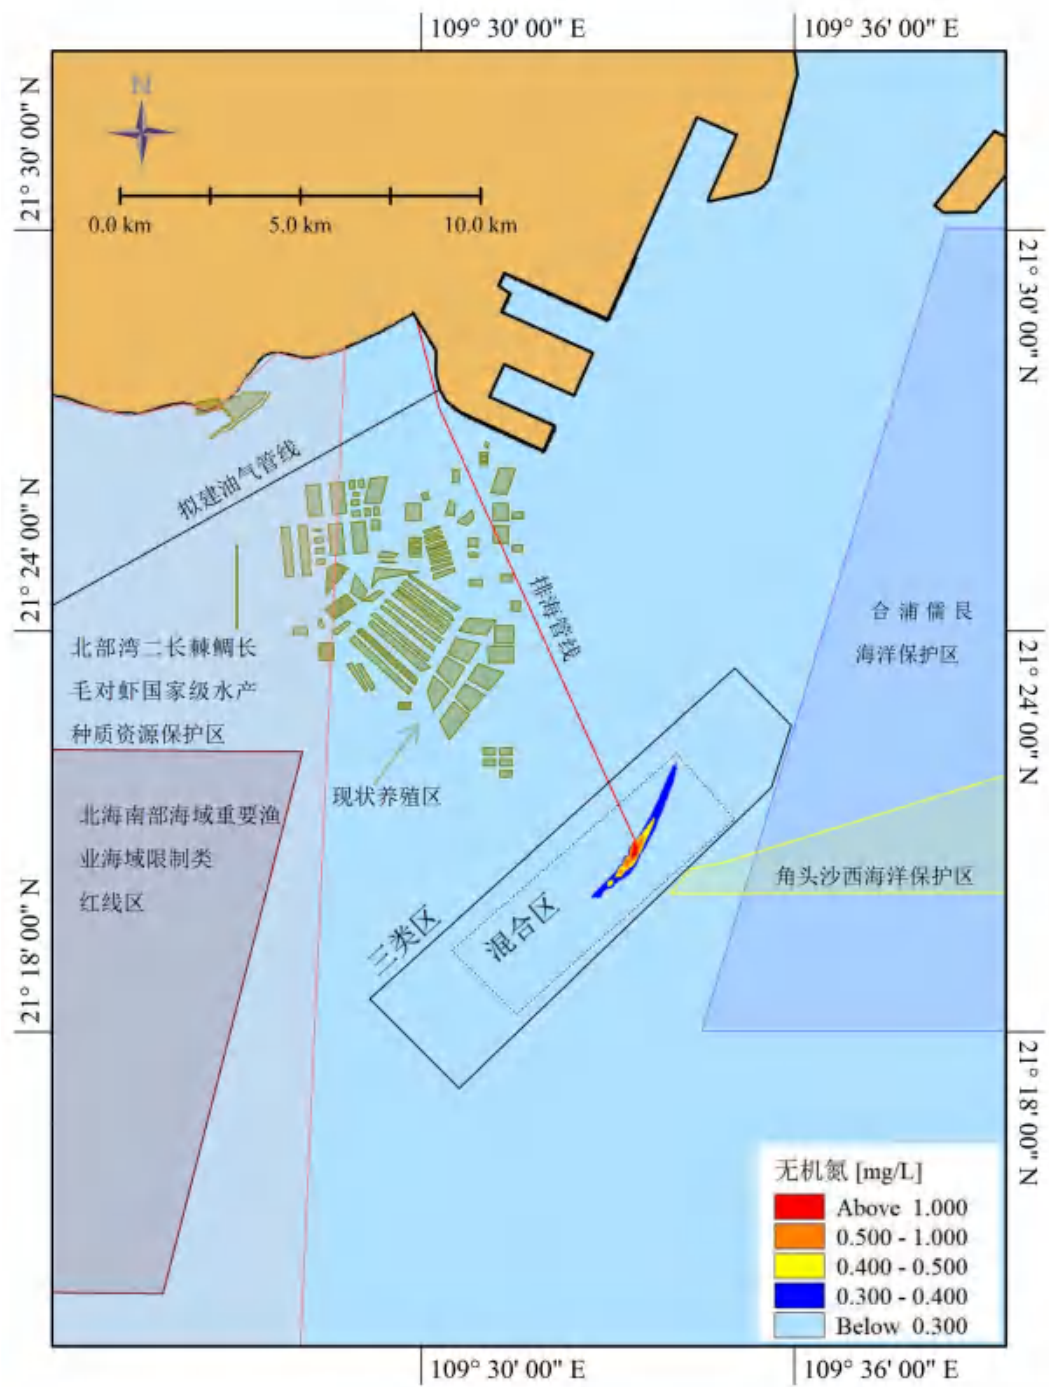 109° 30' 00" E
109° 36' 00" E
N
21° 30' 00" N
0.0 km
5.0 km
10.0 km
21° 30' 00" N
拟建油气管线
21° 24' 00" N
排海管线
合浦儒艮
海洋保护区
北部湾二长棘鲷长
毛对虾国家级水产
种质资源保护区
21° 24' 00" N
现状养殖区
北海南部海域重要渔
业海域限制类
红线区
角头沙西海洋保护区
三类区
混合区
21° 18' 00" N
21° 18' 00" N
无机氮 [mg/L]
Above 1.000
0.500 - 1.000
0.400 - 0.500
0.300 - 0.400
Below 0.300
109° 30' 00" E
109° 36' 00" E